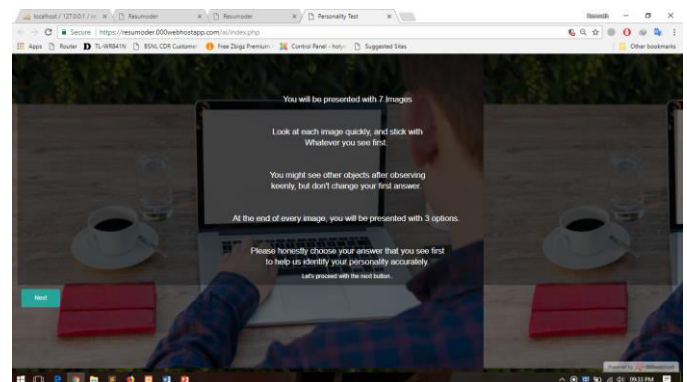 localhost / 127.0.0.1 / m
Resumoder
Resumoder
Personality Test
Secure https://resumoder.000webhostapp.com/ai/index.php
Apps Router TL-WR841N BSNL CDR Customer Free Zbigz Premium Control Panel - Suggested Sites Other bookmarks
You will be presented with 7 Images
Look at each image quickly, and stick with
Whatever you see first.
You might see other objects after observing
keenly, but don't change your first answer.
At the end of every image, you will be presented with 3 options.
Please honestly choose your answer that you see first
to help us identify your personality accurately.
Let's proceed with the next button.
Next
Powered by 000webhost
09:33 PM